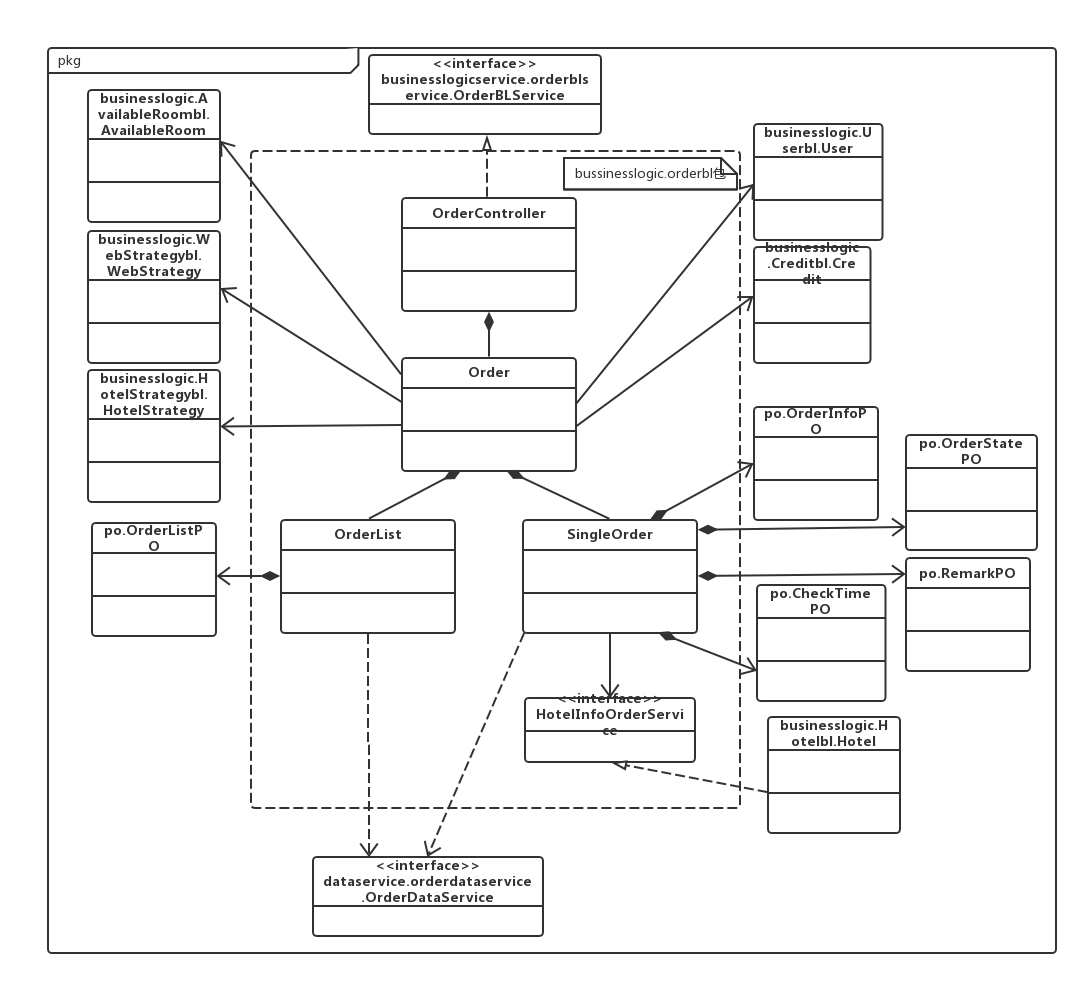 pkg
<<interface>>
businesslogicservice.orderbls
ervice.OrderBLService
businesslogic.A
vailableRoombl.
AvailableRoom
businesslogic.U
serbl.User
bussinesslogic.orderbl
OrderController
businesslogic.W
ebStrategybl.
WebStrategy
businesslogic
.Creditbl.Cre
dit
Order
businesslogic.H
otelStrategybl.
HotelStrategy
po.OrderInfoP
O
po.OrderState
PO
po.OrderListP
O
OrderList
SingleOrder
po.RemarkPO
po.CheckTime
PO
<<interface>>
HotelInfoOrderServi
ce
businesslogic.H
otelbl.Hotel
<<interface>>
dataservice.orderdataservice
.OrderDataService